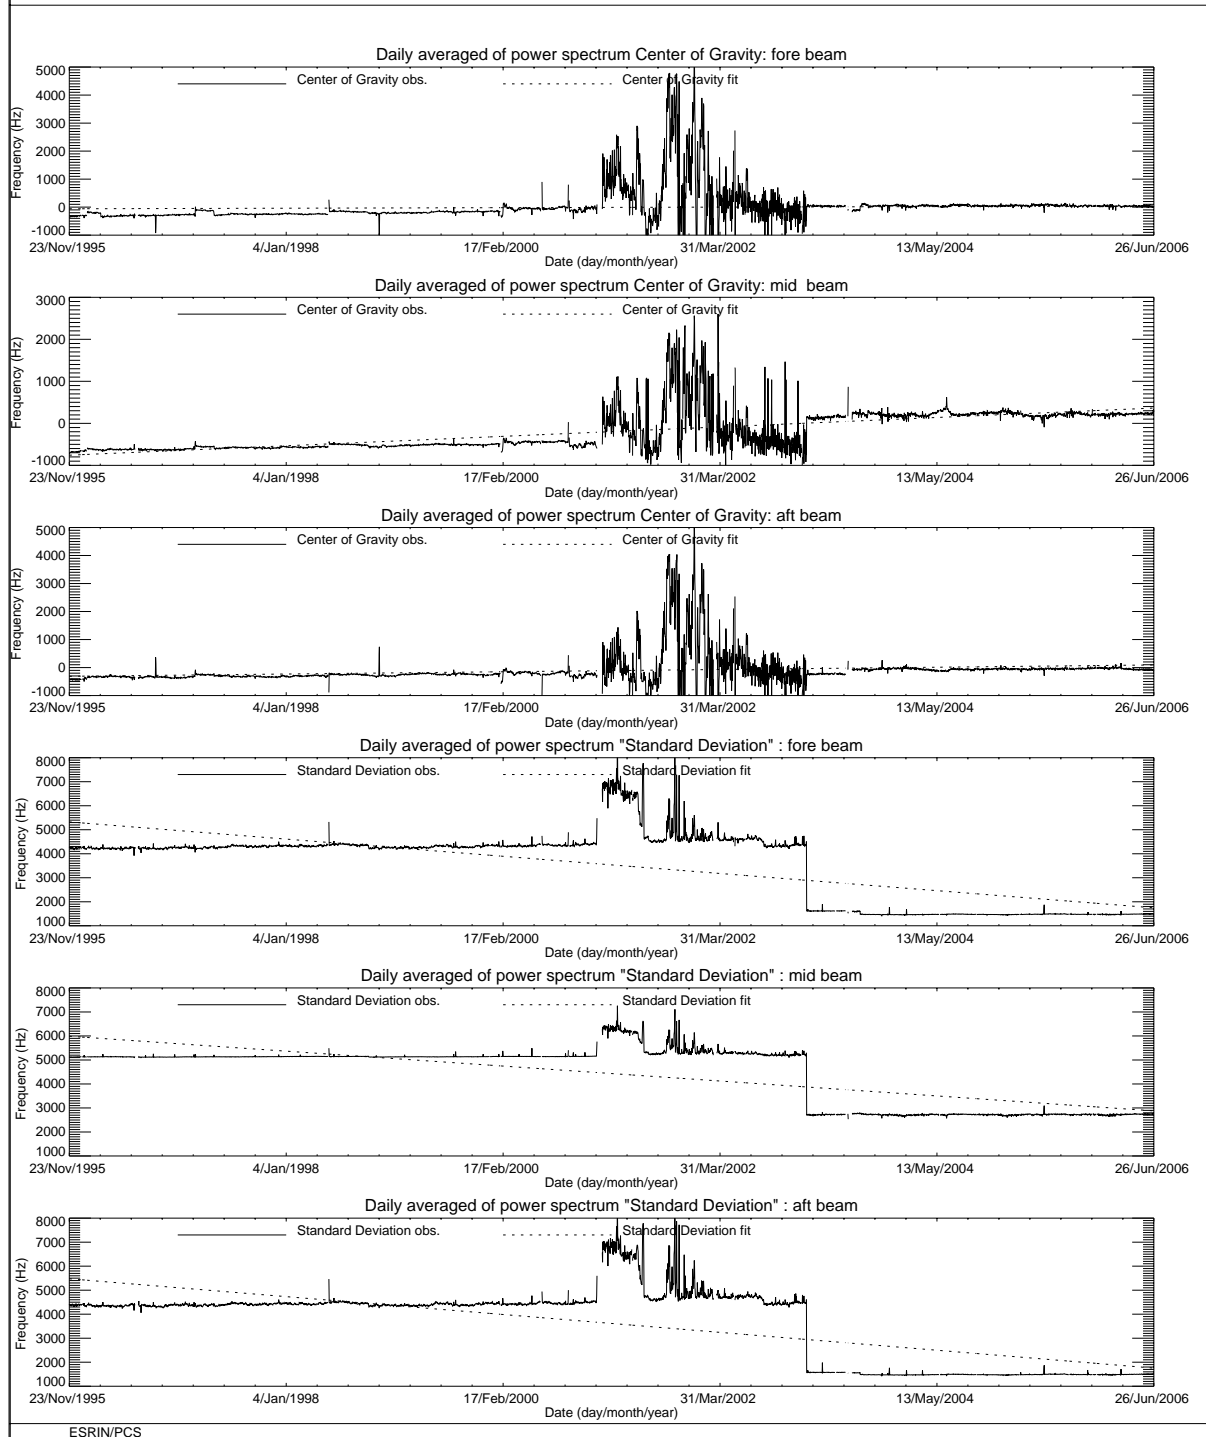 Daily averaged of power spectrum Center of Gravity: fore beam
Center of Gravity obs. Center of Gravity fit
Frequency (Hz)
5000
4000
3000
2000
1000
0
-1000
23/Nov/1995 4/Jan/1998 17/Feb/2000 31/Mar/2002 13/May/2004 26/Jun/2006
Date (day/month/year)
Daily averaged of power spectrum Center of Gravity: mid beam
Center of Gravity obs. Center of Gravity fit
Frequency (Hz)
3000
2000
1000
0
-1000
23/Nov/1995 4/Jan/1998 17/Feb/2000 31/Mar/2002 13/May/2004 26/Jun/2006
Date (day/month/year)
Daily averaged of power spectrum Center of Gravity: aft beam
Center of Gravity obs. Center of Gravity fit
Frequency (Hz)
5000
4000
3000
2000
1000
0
-1000
23/Nov/1995 4/Jan/1998 17/Feb/2000 31/Mar/2002 13/May/2004 26/Jun/2006
Date (day/month/year)
Daily averaged of power spectrum "Standard Deviation" : fore beam
Standard Deviation obs. Standard Deviation fit
Frequency (Hz)
8000
7000
6000
5000
4000
3000
2000
1000
23/Nov/1995 4/Jan/1998 17/Feb/2000 31/Mar/2002 13/May/2004 26/Jun/2006
Date (day/month/year)
Daily averaged of power spectrum "Standard Deviation" : mid beam
Standard Deviation obs. Standard Deviation fit
Frequency (Hz)
8000
7000
6000
5000
4000
3000
2000
1000
23/Nov/1995 4/Jan/1998 17/Feb/2000 31/Mar/2002 13/May/2004 26/Jun/2006
Date (day/month/year)
Daily averaged of power spectrum "Standard Deviation" : aft beam
Standard Deviation obs. Standard Deviation fit
Frequency (Hz)
8000
7000
6000
5000
4000
3000
2000
1000
23/Nov/1995 4/Jan/1998 17/Feb/2000 31/Mar/2002 13/May/2004 26/Jun/2006
Date (day/month/year)
ESRIN/PCS